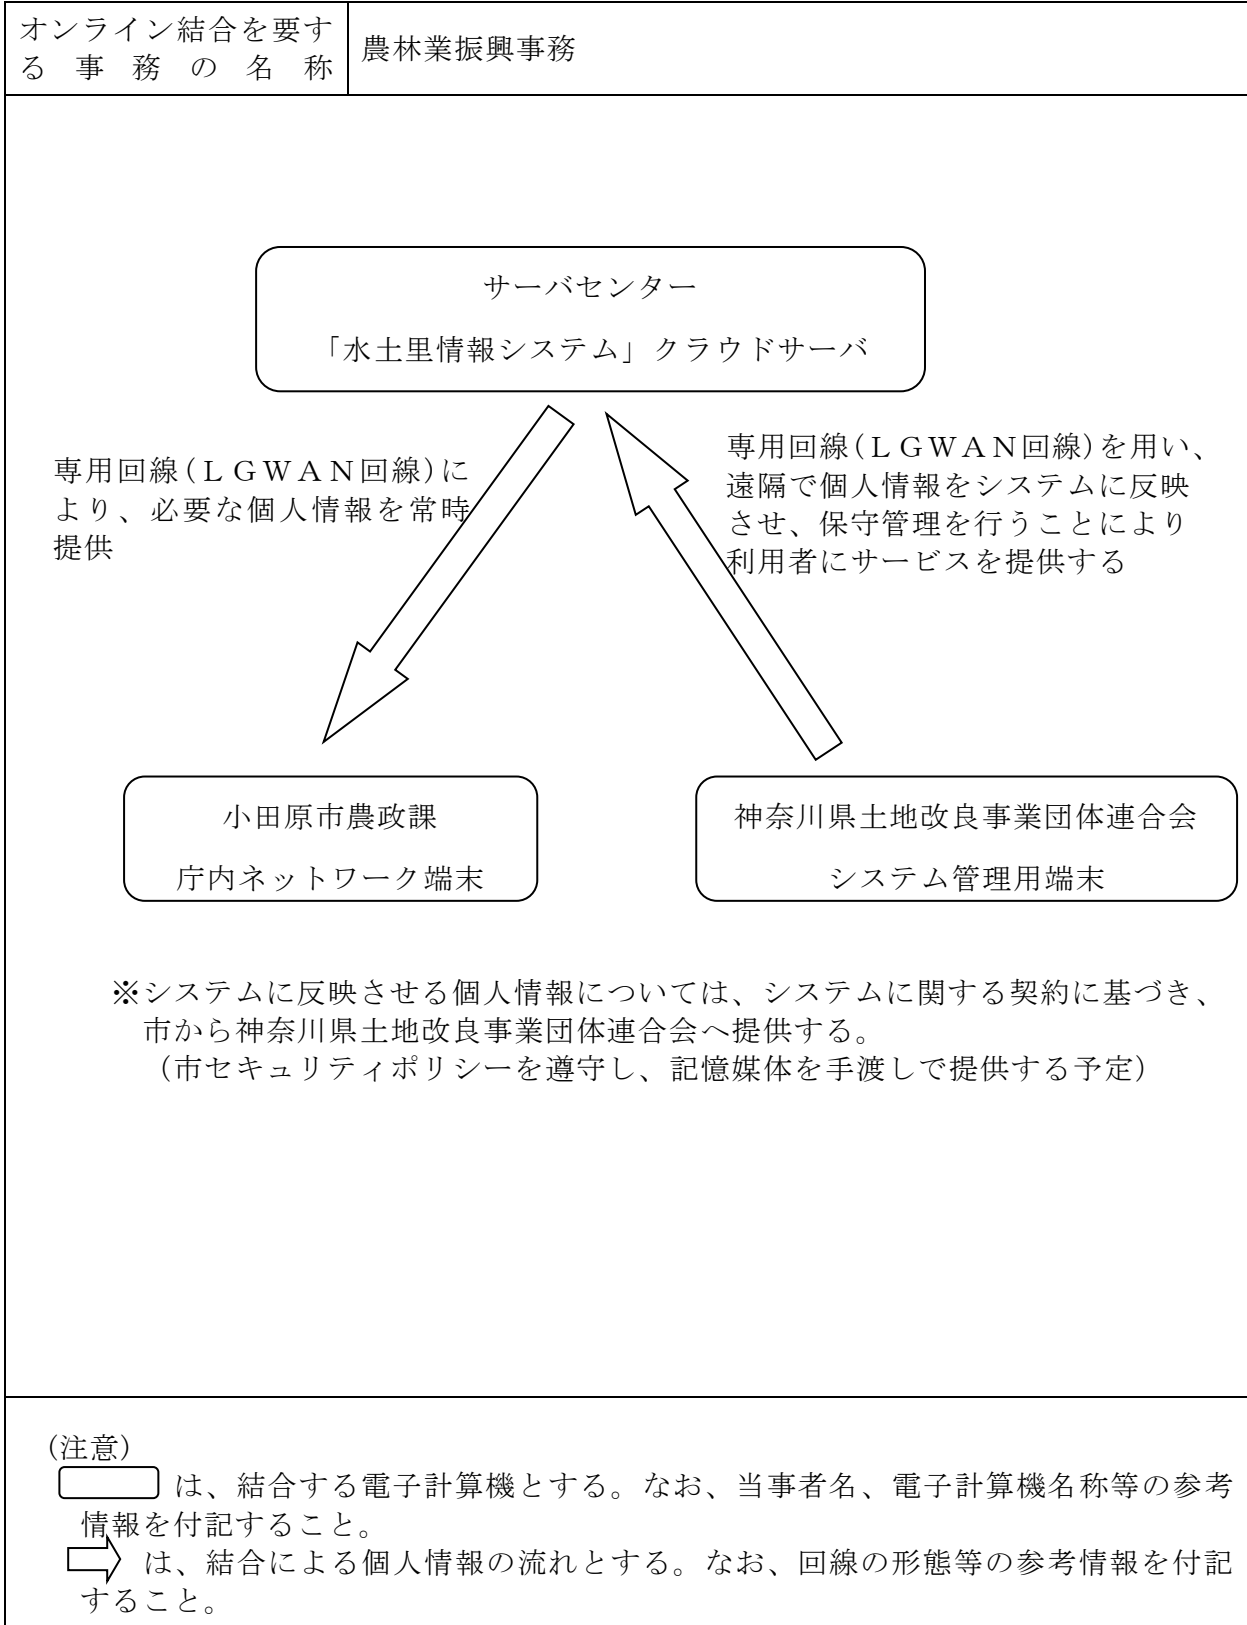 オンライン結合を要す
る事務の名称
農林業振興事務
サーバセンター
「水土里情報システム」クラウドサーバ
専用回線(ＬＧＷＡＮ回線)に
より、必要な個人情報を常時
提供
専用回線(ＬＧＷＡＮ回線)を用い、
遠隔で個人情報をシステムに反映
させ、保守管理を行うことにより
利用者にサービスを提供する
小田原市農政課
庁内ネットワーク端末
神奈川県土地改良事業団体連合会
システム管理用端末
※システムに反映させる個人情報については、システムに関する契約に基づき、
市から神奈川県土地改良事業団体連合会へ提供する。
（市セキュリティポリシーを遵守し、記憶媒体を手渡しで提供する予定）
（注意）
は、結合する電子計算機とする。なお、当事者名、電子計算機名称等の参考
情報を付記すること。
は、結合による個人情報の流れとする。なお、回線の形態等の参考情報を付記
すること。